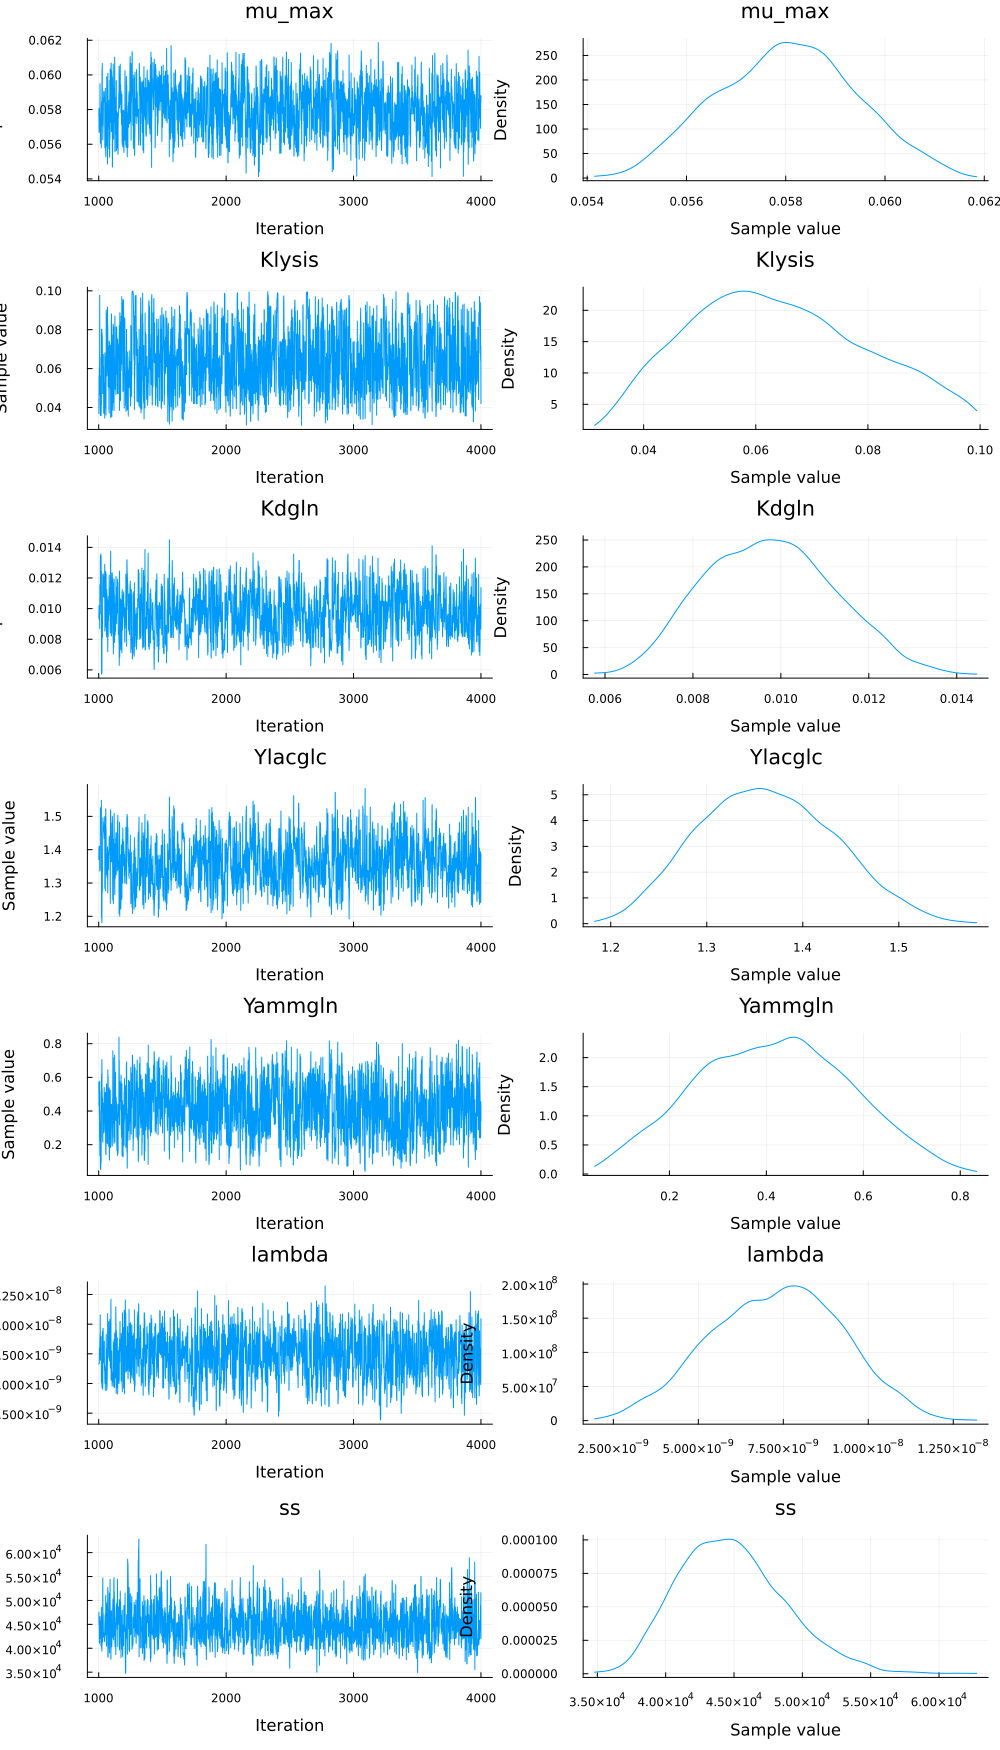 mu_max mu_max
0.062
0.060
0.058
0.056
0.054
1000 2000 3000 4000
Iteration
Density
250
200
150
100
50
0
0.054 0.056 0.058 0.060 0.062
Sample value
Klysis Klysis
Sample value
0.10
0.08
0.06
0.04
1000 2000 3000 4000
Iteration
Density
20
15
10
5
0.04 0.06 0.08 0.10
Sample value
Kdgln Kdgln
0.014
0.012
0.010
0.008
0.006
1000 2000 3000 4000
Iteration
Density
250
200
150
100
50
0
0.006 0.008 0.010 0.012 0.014
Sample value
Ylacglc Ylacglc
Sample value
1.5
1.4
1.3
1.2
1000 2000 3000 4000
Iteration
Density
5
4
3
2
1
0
1.2 1.3 1.4 1.5
Sample value
Yammgln Yammgln
Sample value
0.8
0.6
0.4
0.2
1000 2000 3000 4000
Iteration
Density
2.0
1.5
1.0
0.5
0.0
0.2 0.4 0.6 0.8
Sample value
lambda lambda
.250×10⁻⁸
.000×10⁻⁸
.500×10⁻⁹
.000×10⁻⁹
.500×10⁻⁹
1000 2000 3000 4000
Iteration
Density
2.00×10⁸
1.50×10⁸
1.00×10⁸
5.00×10⁷
0
2.500×10⁻⁹ 5.000×10⁻⁹ 7.500×10⁻⁹ 1.000×10⁻⁸ 1.250×10⁻⁸
Sample value
ss ss
6.00×10⁴
5.50×10⁴
5.00×10⁴
4.50×10⁴
4.00×10⁴
3.50×10⁴
1000 2000 3000 4000
Iteration
Density
0.000100
0.000075
0.000050
0.000025
0.000000
3.50×10⁴ 4.00×10⁴ 4.50×10⁴ 5.00×10⁴ 5.50×10⁴ 6.00×10⁴
Sample value